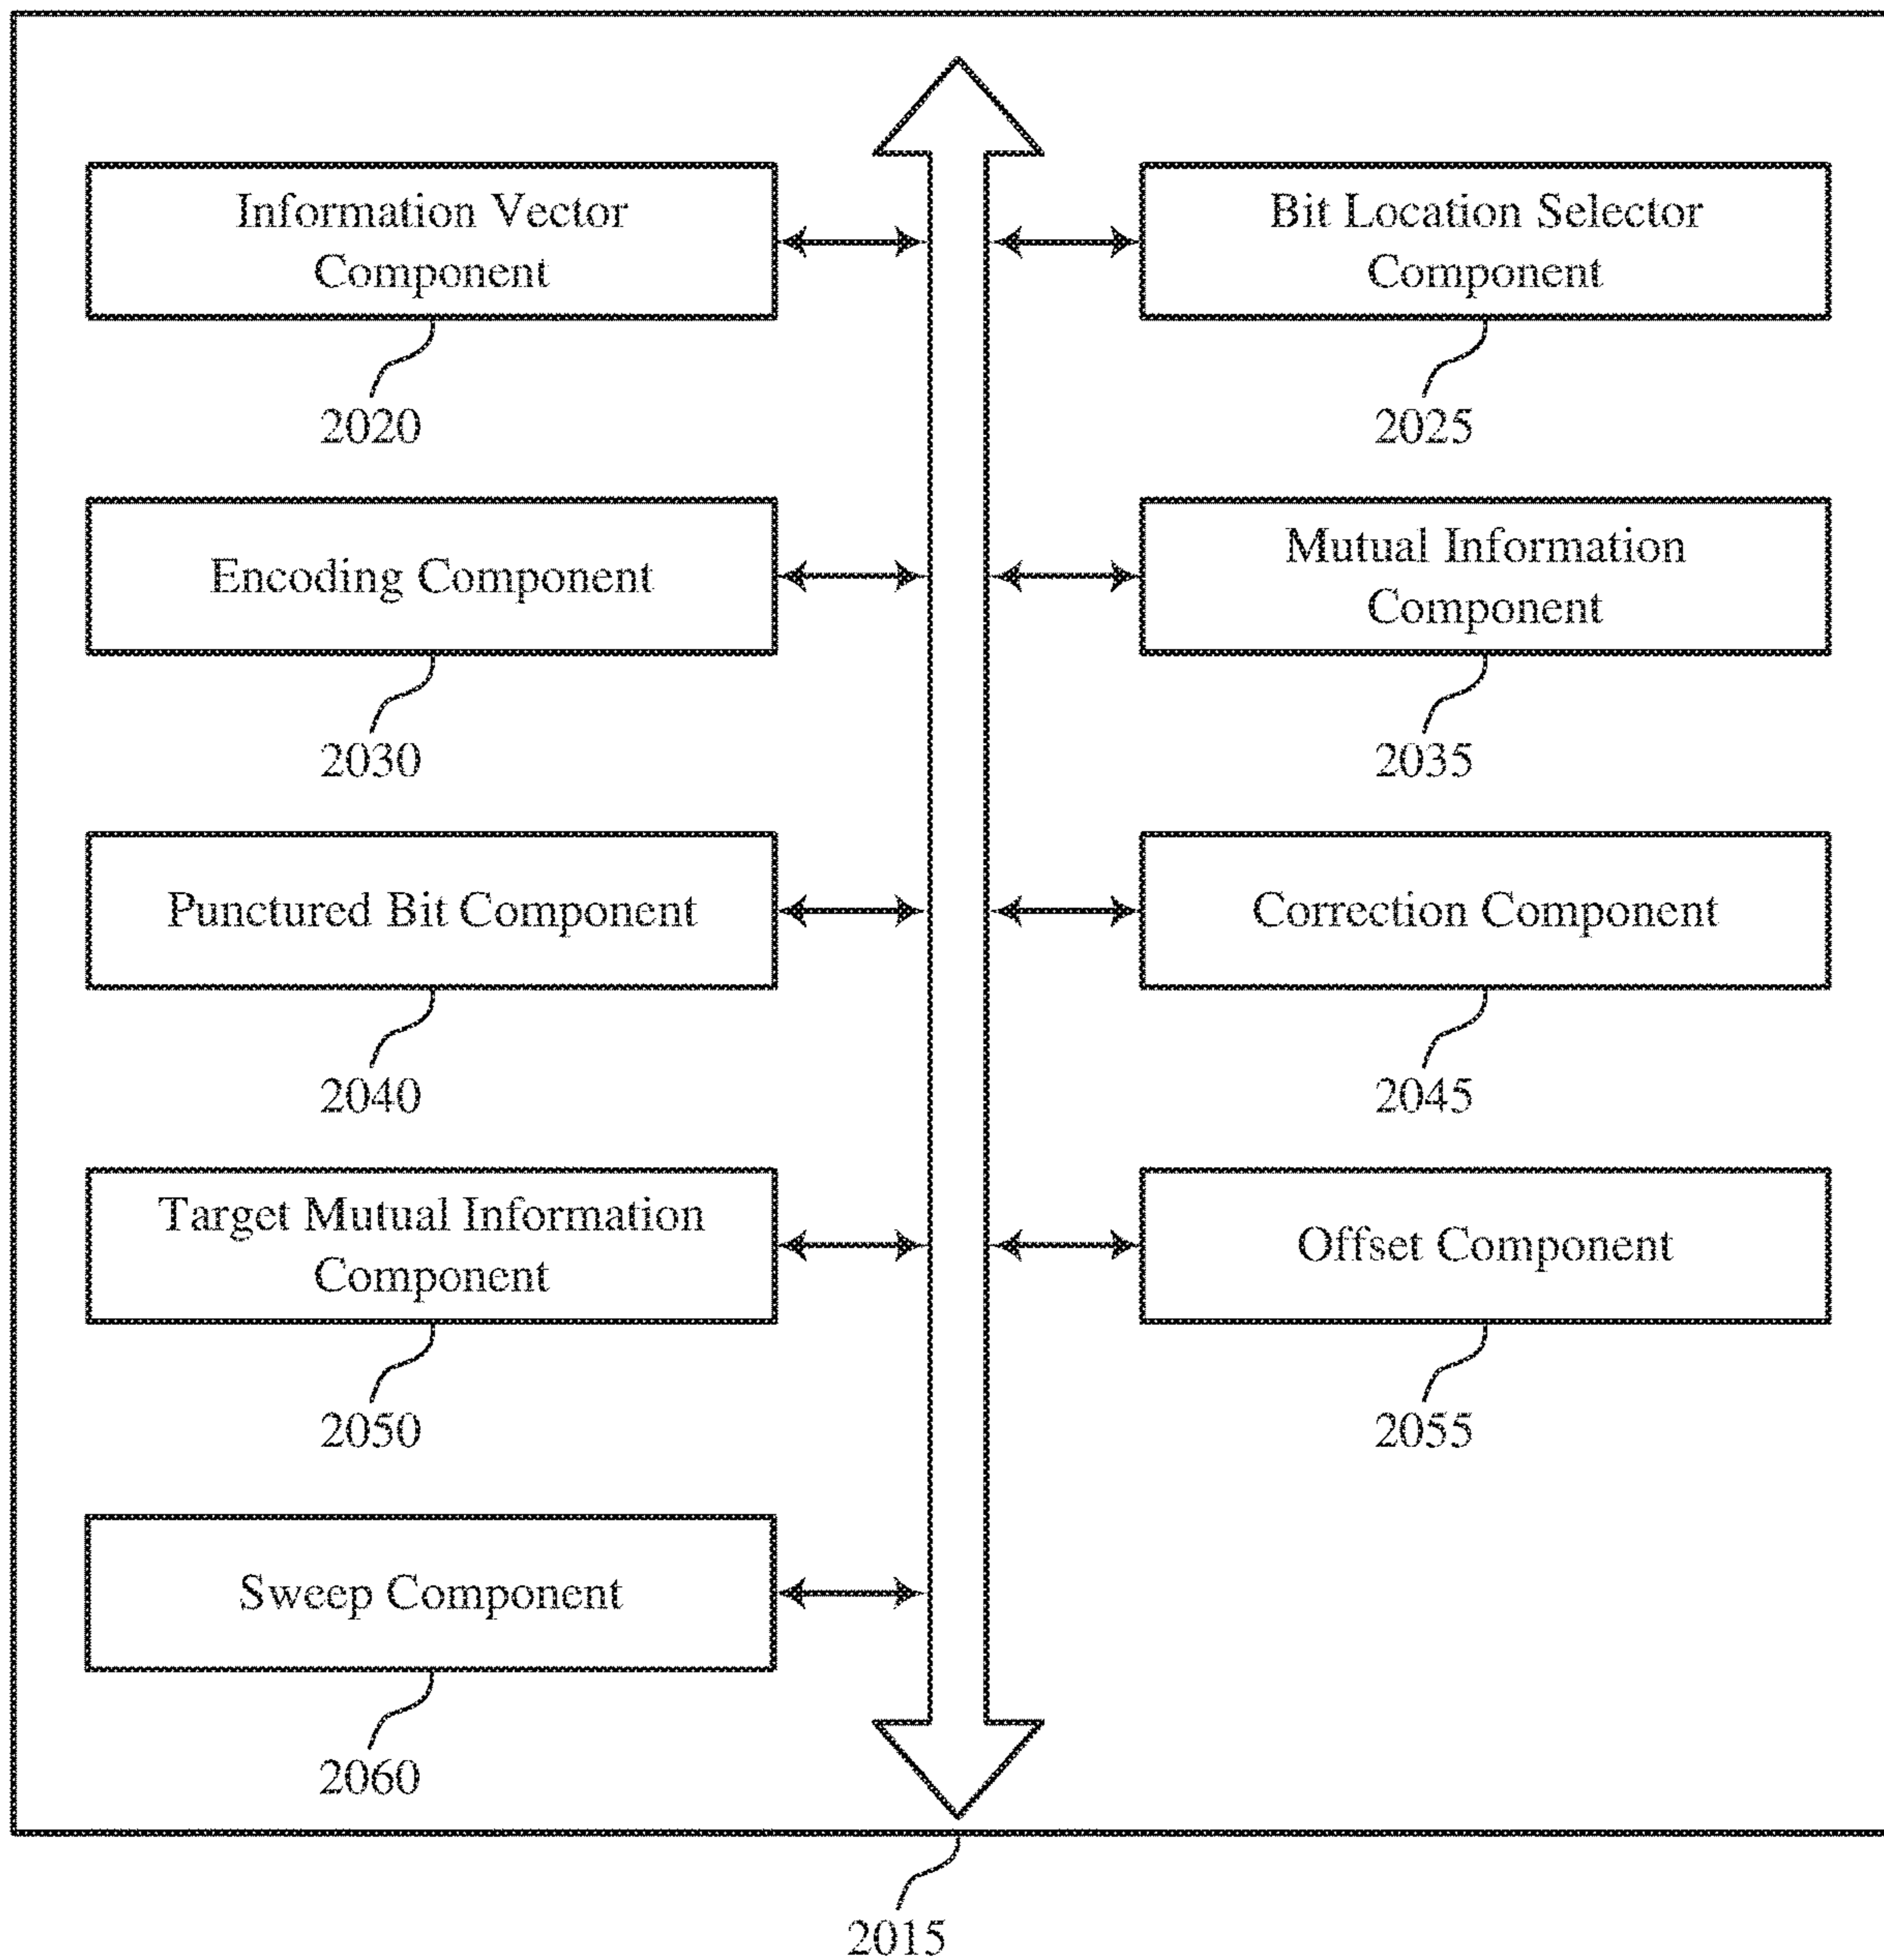 Information Vector
Component
2020
Bit Location Selector
Component
2025
Encoding Component
2030
Mutual Information
Component
2035
Punctured Bit Component
2040
Correction Component
2045
Target Mutual Information
Component
2050
Offset Component
2055
Sweep Component
2060
2015